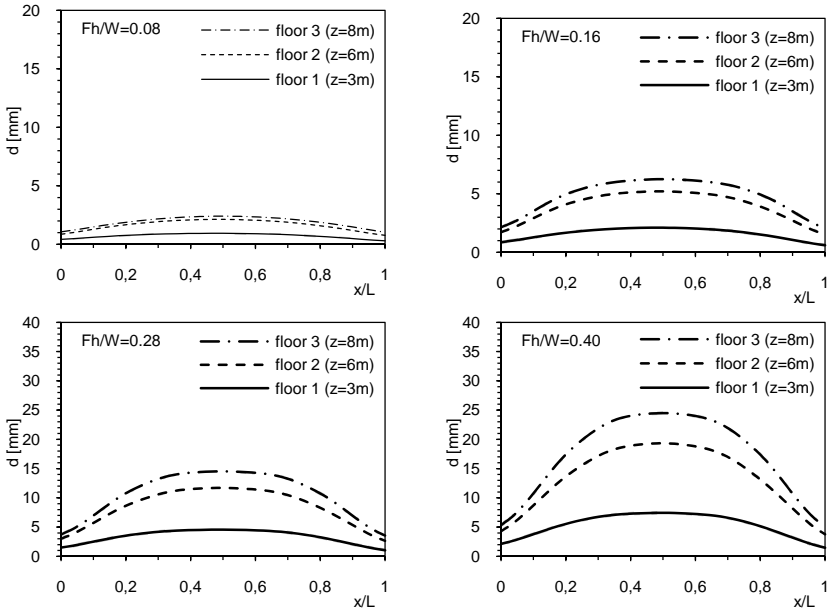 Fh/W=0.08
floor 3 (z=8m)
floor 2 (z=6m)
floor 1 (z=3m)
20
15
10
5
0
d [mm]
0 0,2 0,4 0,6 0,8 1
x/L
Fh/W=0.16
floor 3 (z=8m)
floor 2 (z=6m)
floor 1 (z=3m)
20
15
10
5
0
d [mm]
0 0,2 0,4 0,6 0,8 1
x/L
Fh/W=0.28
floor 3 (z=8m)
floor 2 (z=6m)
floor 1 (z=3m)
40
35
30
25
20
15
10
5
0
d [mm]
0 0,2 0,4 0,6 0,8 1
x/L
Fh/W=0.40
floor 3 (z=8m)
floor 2 (z=6m)
floor 1 (z=3m)
40
35
30
25
20
15
10
5
0
d [mm]
0 0,2 0,4 0,6 0,8 1
x/L